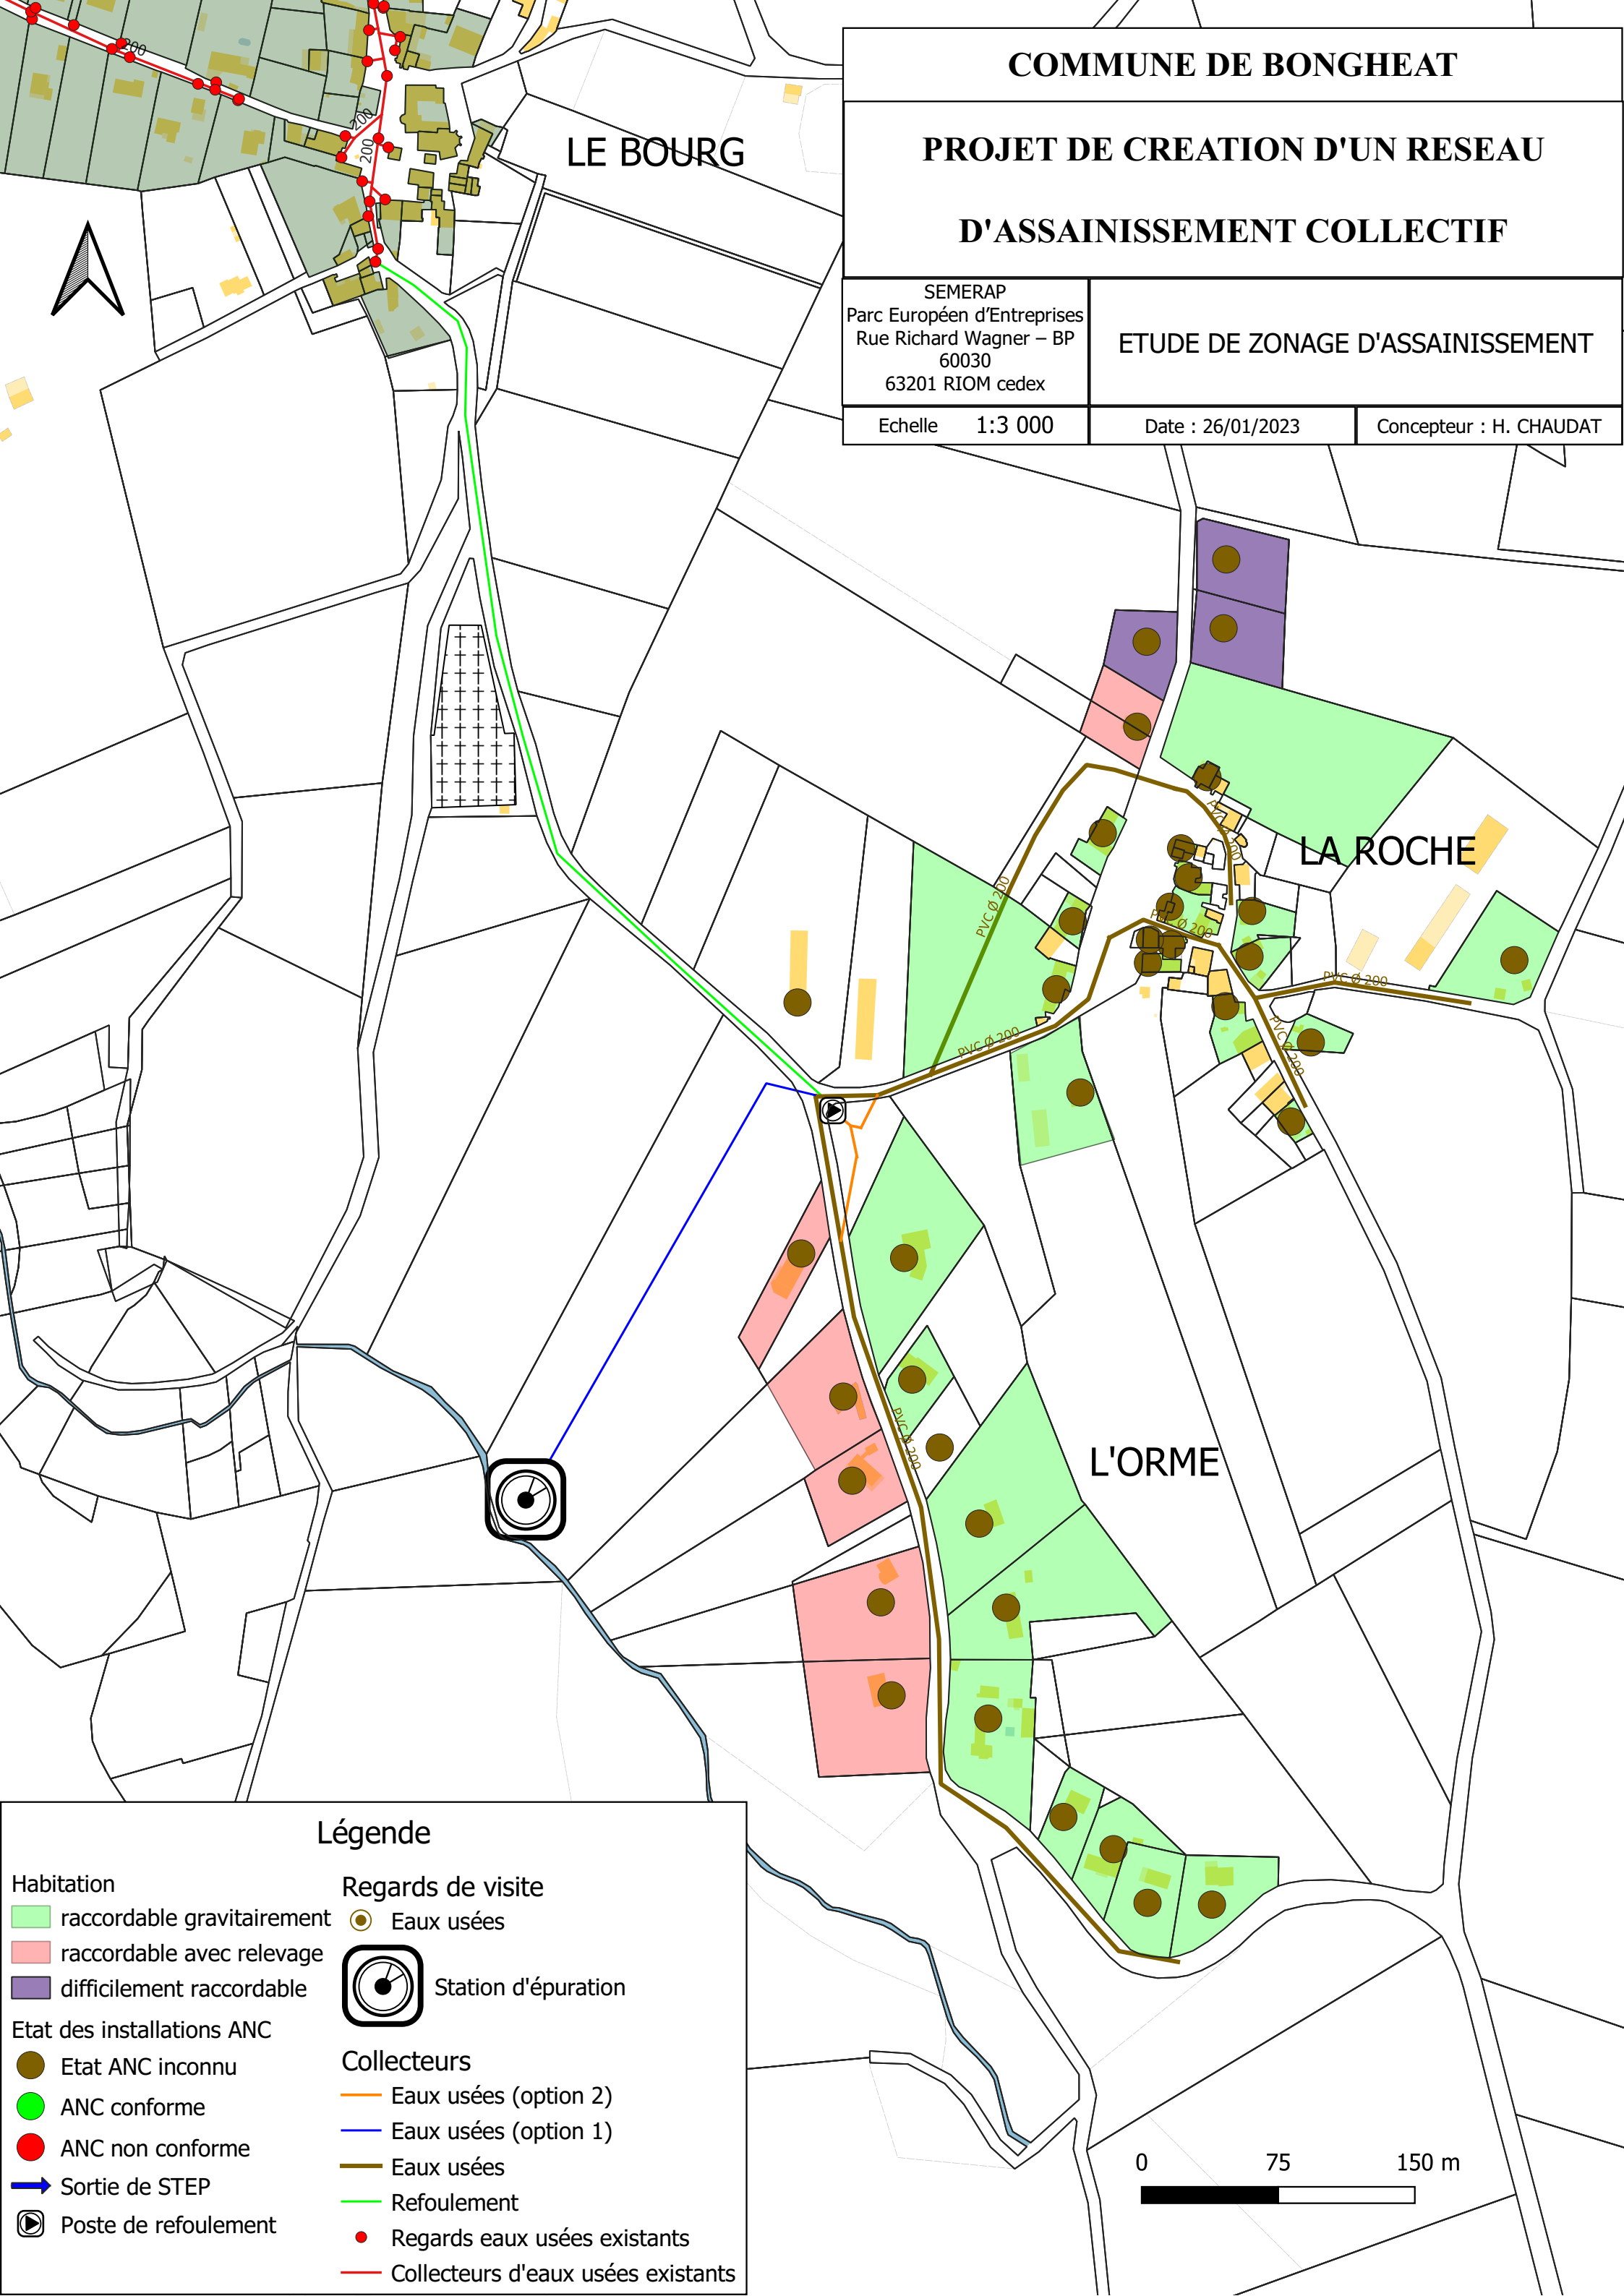 COMMUNE DE BONGHEAT
PROJET DE CREATION D'UN RESEAU
D'ASSAINISSEMENT COLLECTIF
SEMERAP
Parc Européen d’Entreprises
Rue Richard Wagner – BP
60030
63201 RIOM cedex
ETUDE DE ZONAGE D'ASSAINISSEMENT
Echelle 1:3 000
Date : 26/01/2023
Concepteur : H. CHAUDAT
200
200
200
LE BOURG
LA ROCHE
PVC Ø 200
PVC Ø 200
PVC Ø 200
PVC Ø 200
PVC Ø 200
PVC Ø 200
PVC Ø 200
L'ORME
Légende
Habitation
raccordable gravitairement
raccordable avec relevage
difficilement raccordable
Etat des installations ANC
Etat ANC inconnu
ANC conforme
ANC non conforme
Sortie de STEP
Poste de refoulement
Regards de visite
Eaux usées
Station d'épuration
Collecteurs
Eaux usées (option 2)
Eaux usées (option 1)
Eaux usées
Refoulement
Regards eaux usées existants
Collecteurs d'eaux usées existants
0 75 150 m